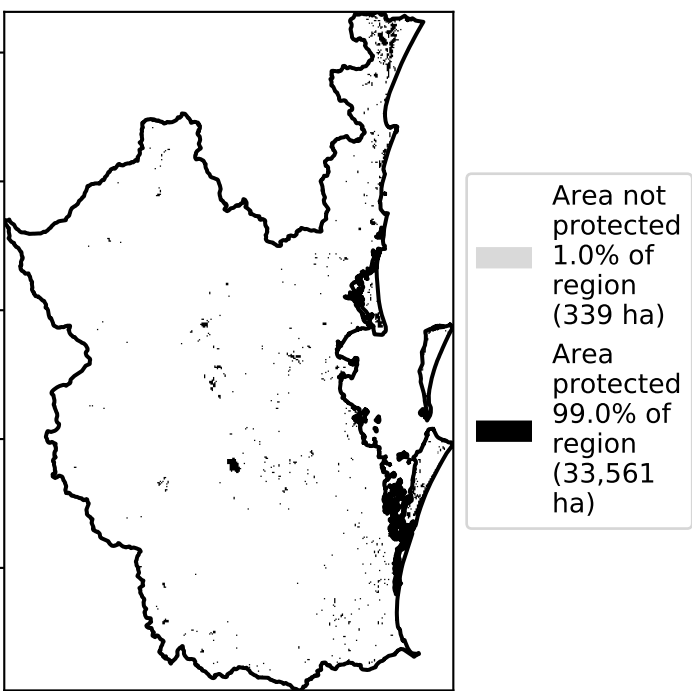 Area not
protected
1.0% of
region
(339 ha)
Area
protected
99.0% of
region
(33,561
ha)